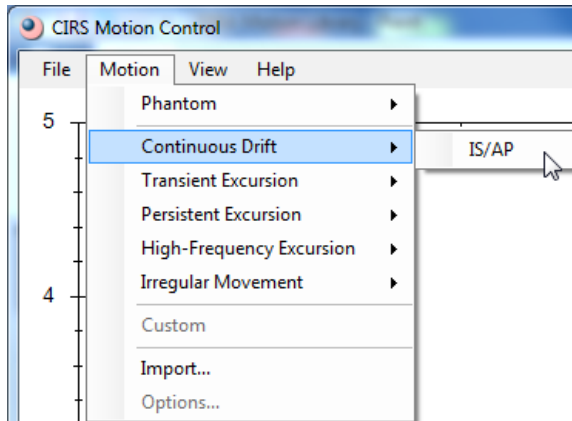 CIRS Motion Control
File Motion View Help
5
Phantom
Continuous Drift IS/AP
Transient Excursion
Persistent Excursion
High-Frequency Excursion
Irregular Movement
4
Custom
Import...
Options...